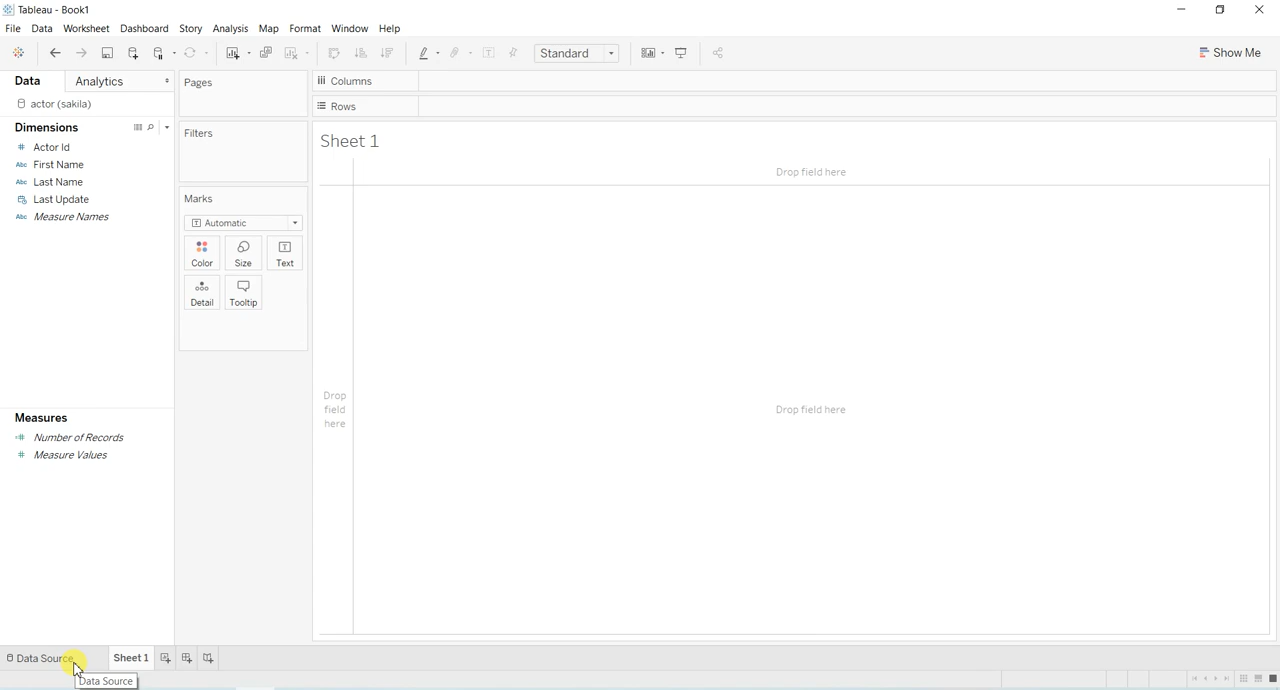 Tableau - Book1
File Data Worksheet Dashboard Story Analysis Map Format Window Help
Standard
Show Me
Data Analytics
actor (sakila)
Dimensions
Actor Id
Abc First Name
Abc Last Name
Last Update
Abc Measure Names
Measures
Number of Records
Measure Values
Data Source
Sheet 1
Data Source
Pages
Filters
Marks
Automatic
Color Size Text
Detail Tooltip
Columns
Rows
Sheet 1
Drop field here
Drop
field
here
Drop field here